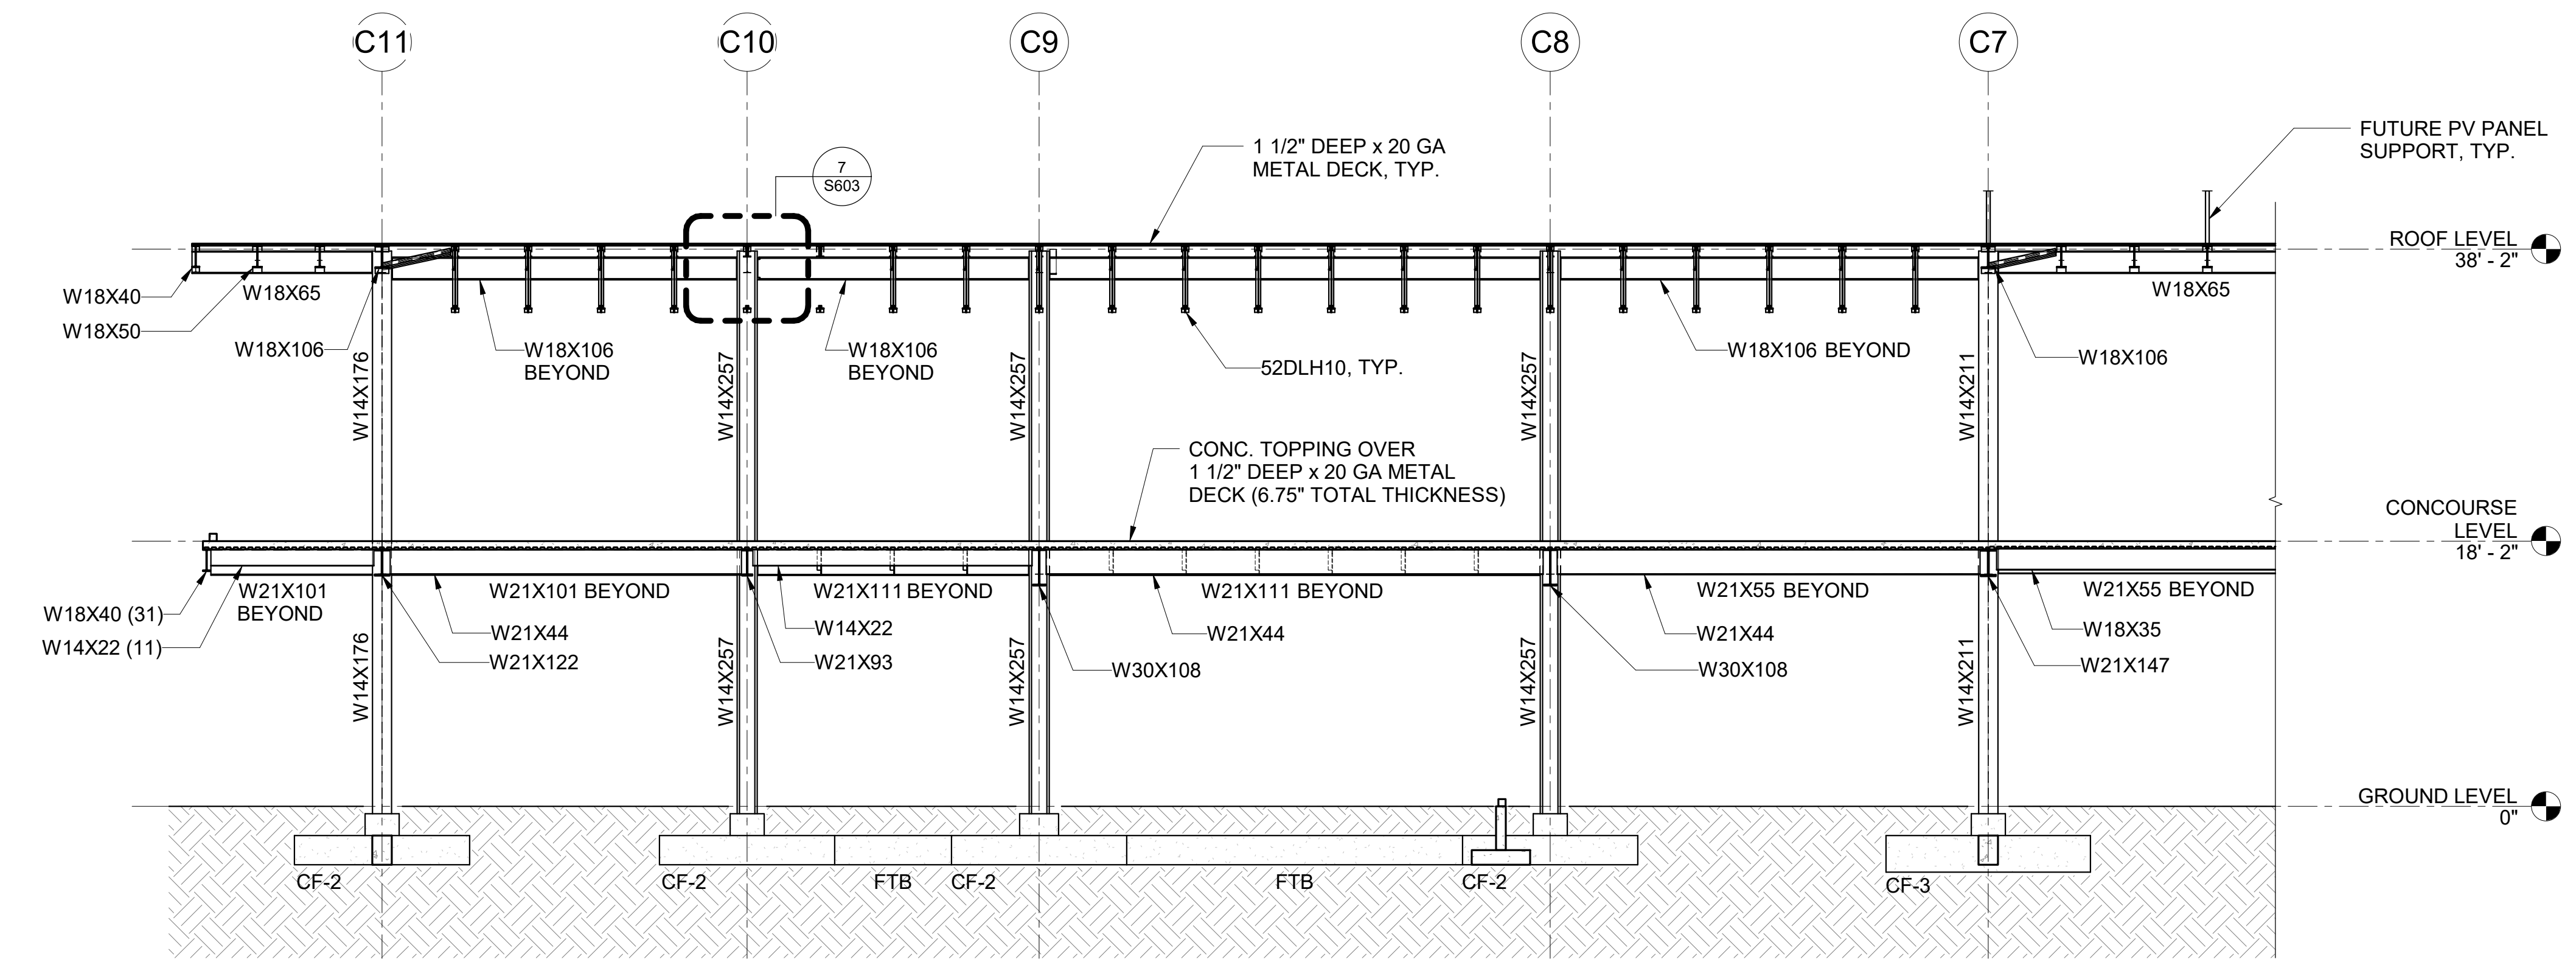 C11
C10
C9
C8
C7
7
S603
1 1/2" DEEP x 20 GA
METAL DECK, TYP.
FUTURE PV PANEL
SUPPORT, TYP.
ROOF LEVEL
38' - 2"
W18X40
W18X65
W18X50
W18X106
W18X106
BEYOND
W18X106
BEYOND
52DLH10, TYP.
W18X106 BEYOND
W18X106
W18X65
W14X176
W14X257
W14X257
W14X257
W14X211
CONC. TOPPING OVER
1 1/2" DEEP x 20 GA METAL
DECK (6.75" TOTAL THICKNESS)
CONCOURSE
LEVEL
18' - 2"
W21X101
BEYOND
W21X101 BEYOND
W21X111 BEYOND
W21X111 BEYOND
W21X55 BEYOND
W21X55 BEYOND
W18X40 (31)
W14X22 (11)
W21X44
W21X122
W14X22
W21X93
W21X44
W30X108
W21X44
W30X108
W18X35
W21X147
W14X176
W14X257
W14X257
W14X257
W14X211
GROUND LEVEL
0"
CF-2
CF-2
FTB
CF-2
FTB
CF-2
CF-3